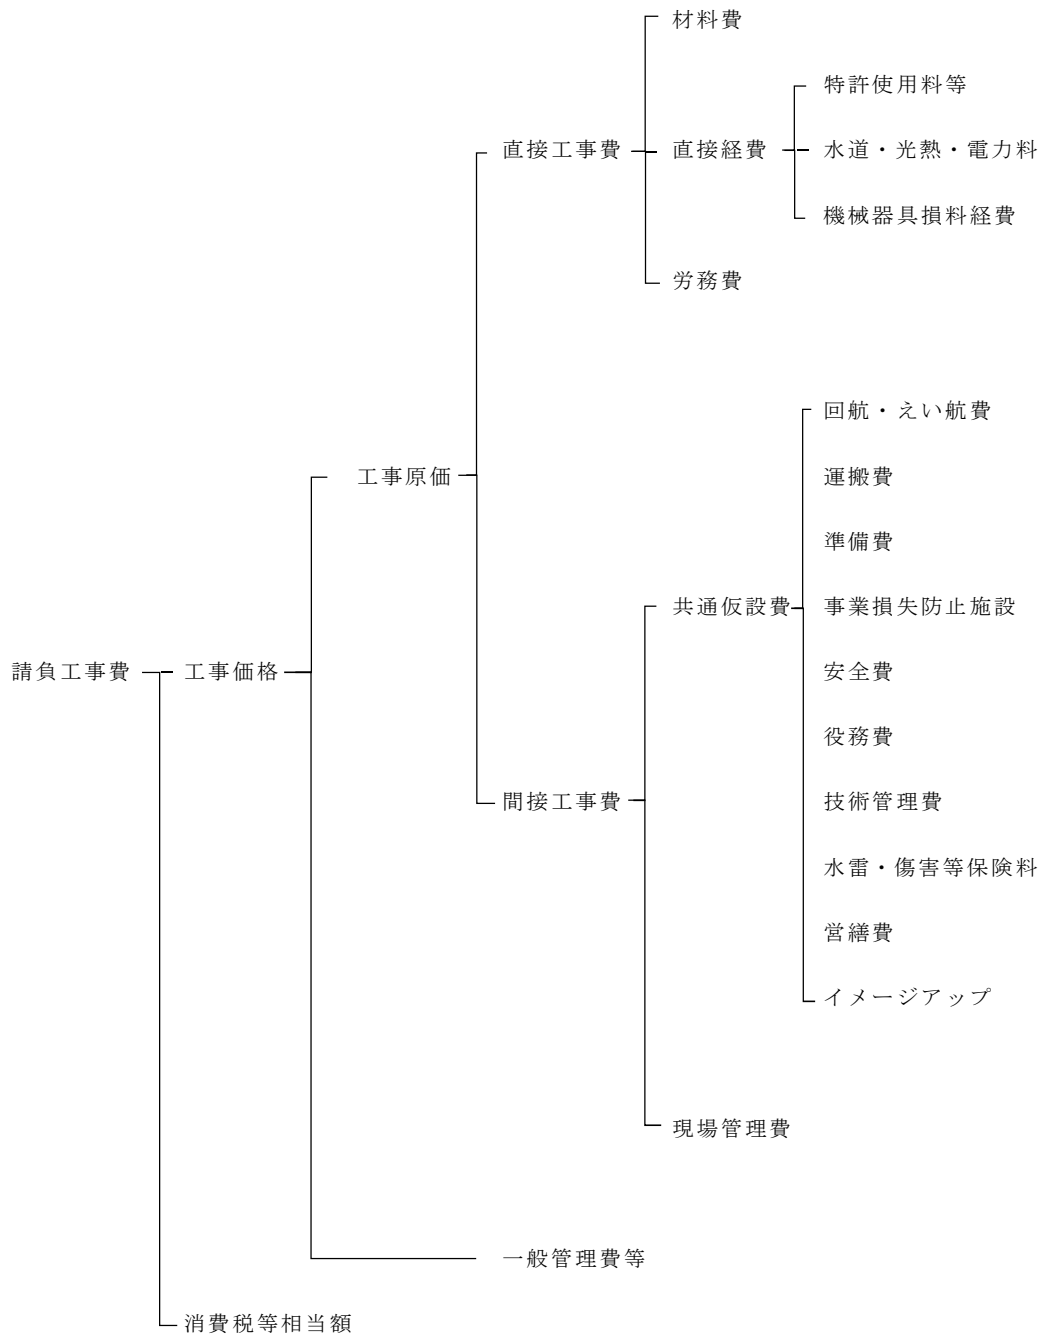 材料費
特許使用料等
直接工事費
直接経費
水道・光熱・電力料
機械器具損料経費
労務費
回航・えい航費
工事原価
運搬費
準備費
共通仮設費
事業損失防止施設
請負工事費
工事価格
安全費
役務費
間接工事費
技術管理費
水雷・傷害等保険料
営繕費
イメージアップ
現場管理費
一般管理費等
消費税等相当額